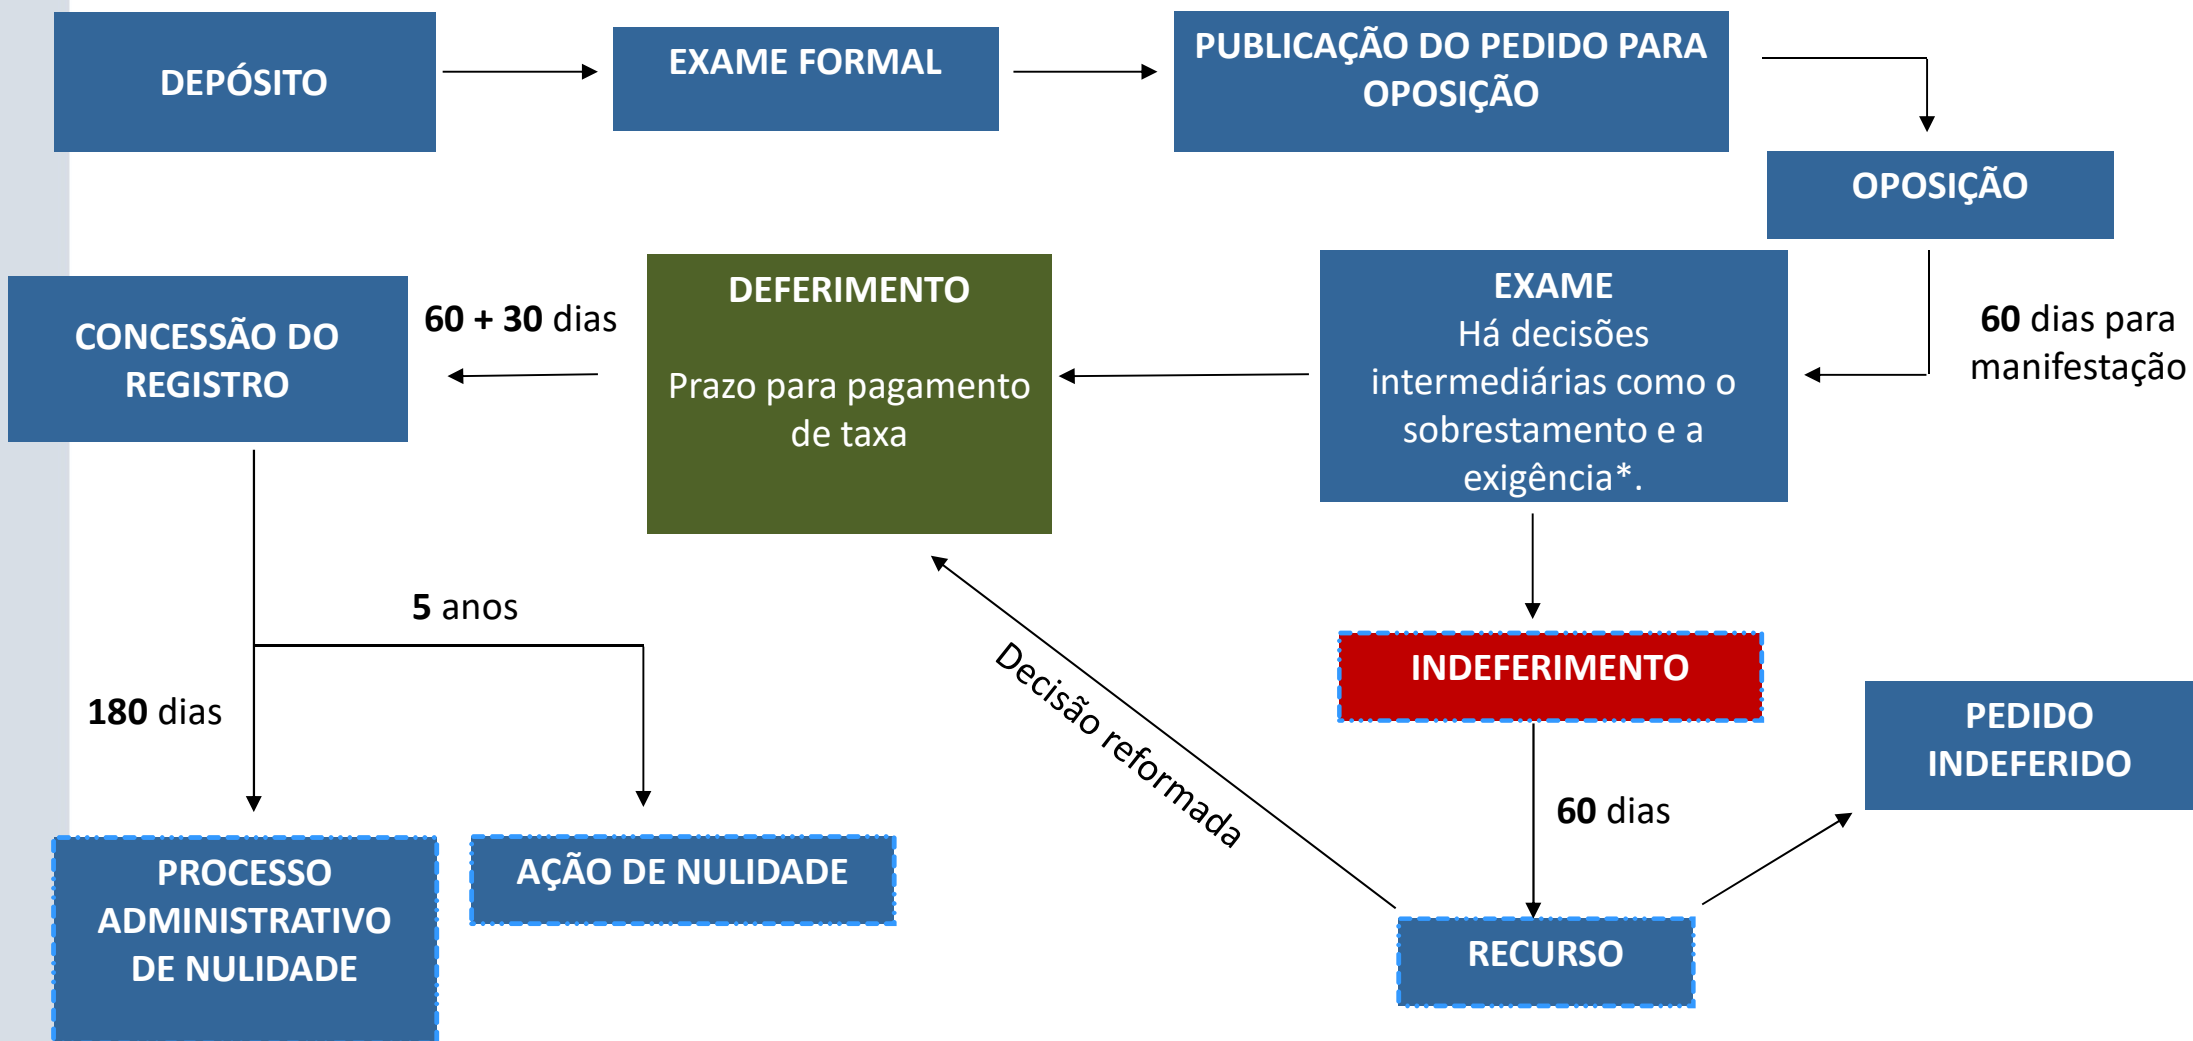 DEPÓSITO
EXAME FORMAL
PUBLICAÇÃO DO PEDIDO PARA
OPOSIÇÃO
OPOSIÇÃO
60 dias para
manifestação
EXAME
Há decisões
intermediárias como o
sobrestamento e a
exigência*.
DEFERIMENTO
Prazo para pagamento
de taxa
60 + 30 dias
CONCESSÃO DO
REGISTRO
5 anos
180 dias
PROCESSO
ADMINISTRATIVO
DE NULIDADE
AÇÃO DE NULIDADE
INDEFERIMENTO
60 dias
RECURSO
Decisão reformada
PEDIDO
INDEFERIDO